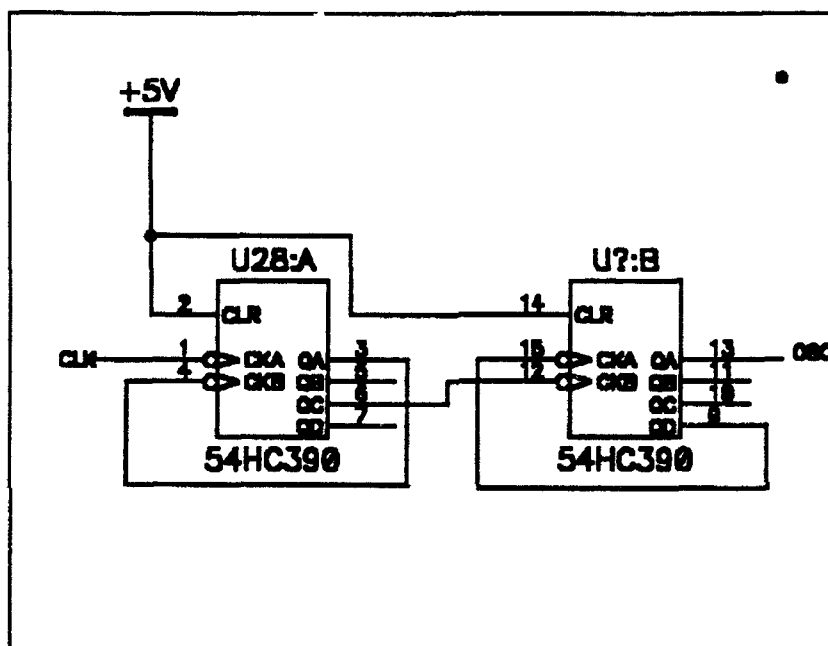 +5V
U28:A
U?:B
2 CLR
14 CLR
CLK 1 CKA QA 3
4 CKB QB 5
QC 6
QD 7
15 CKA QA 13
12 CKB QB 11
QC 10
QD 9
54HC390
54HC390